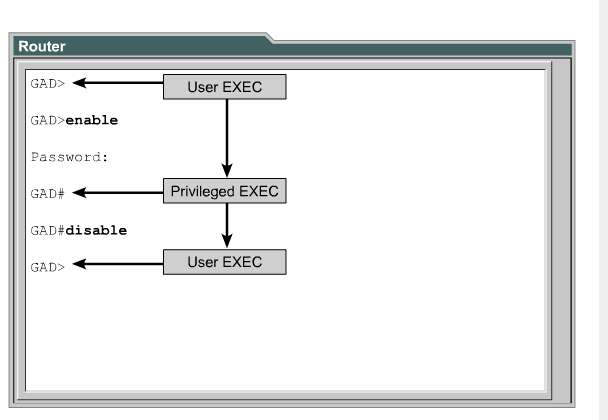 Router
GAD> User EXEC
GAD>enable
Password:
GAD# Privileged EXEC
GAD#disable
GAD> User EXEC